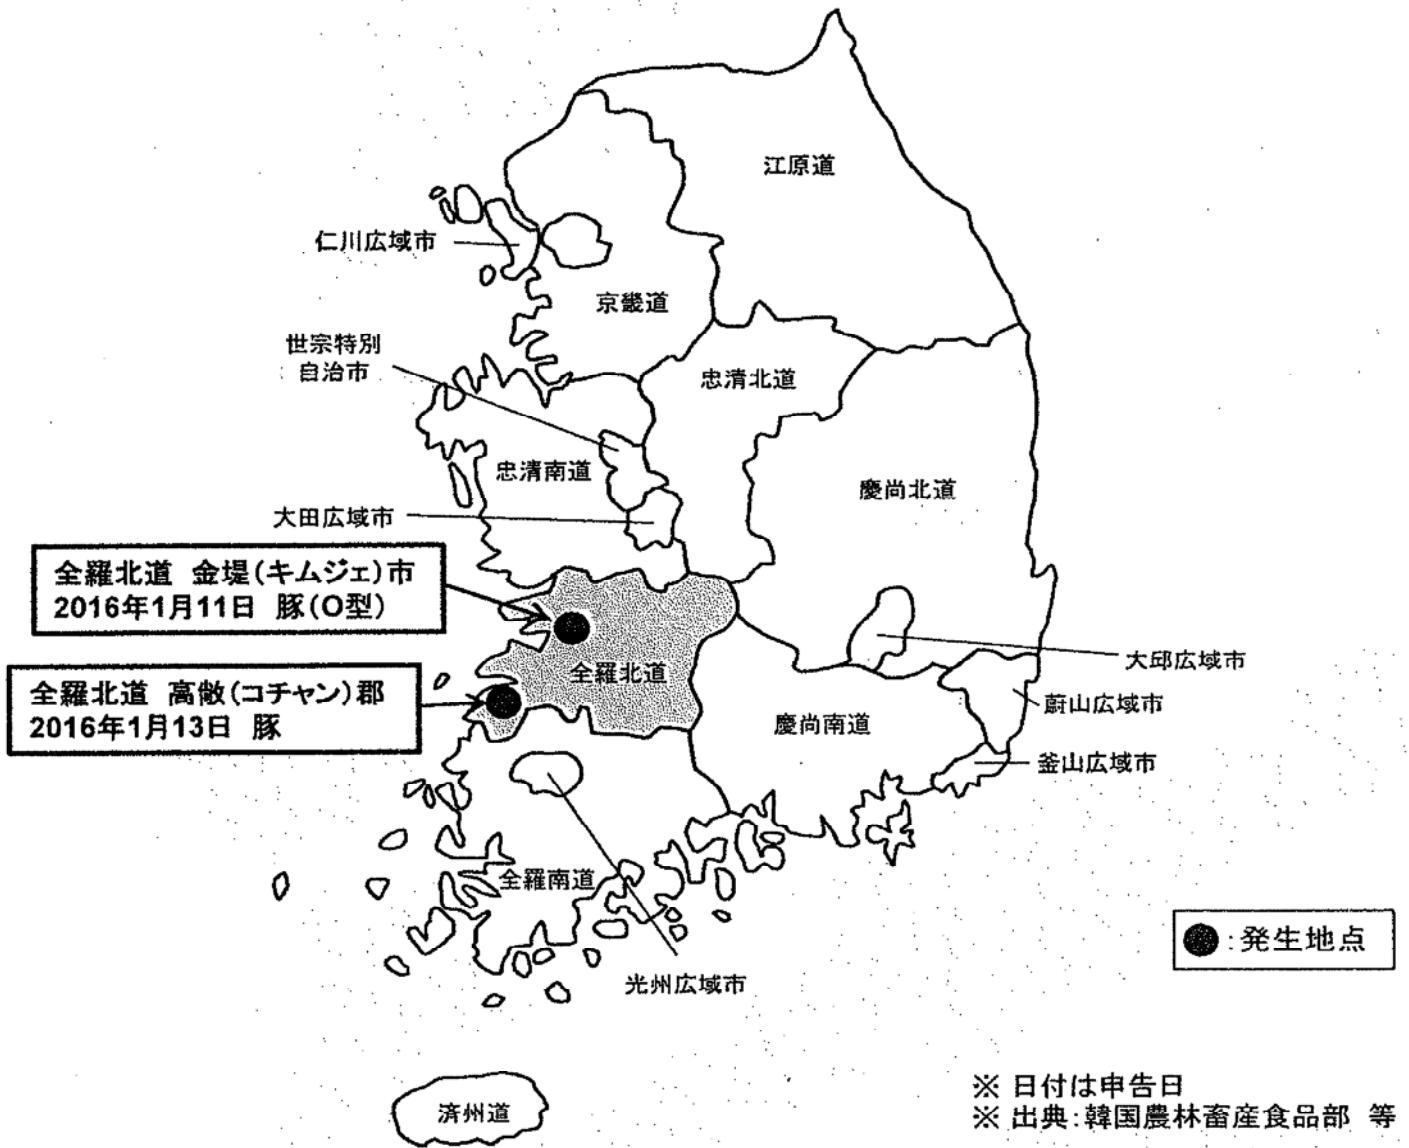 江原道
仁川広域市
京畿道
世宗特別
自治市
忠清北道
忠清南道
慶尚北道
大田広域市
全羅北道 金堤(キムジェ)市
2016年1月11日 豚(O型)
大邱広域市
全羅北道
全羅北道 高敞(コチャン)郡
2016年1月13日 豚
蔚山広域市
慶尚南道
釜山広域市
全羅南道
:発生地点
光州広域市
済州道
※ 日付は申告日
※ 出典:韓国農林畜産食品部 等